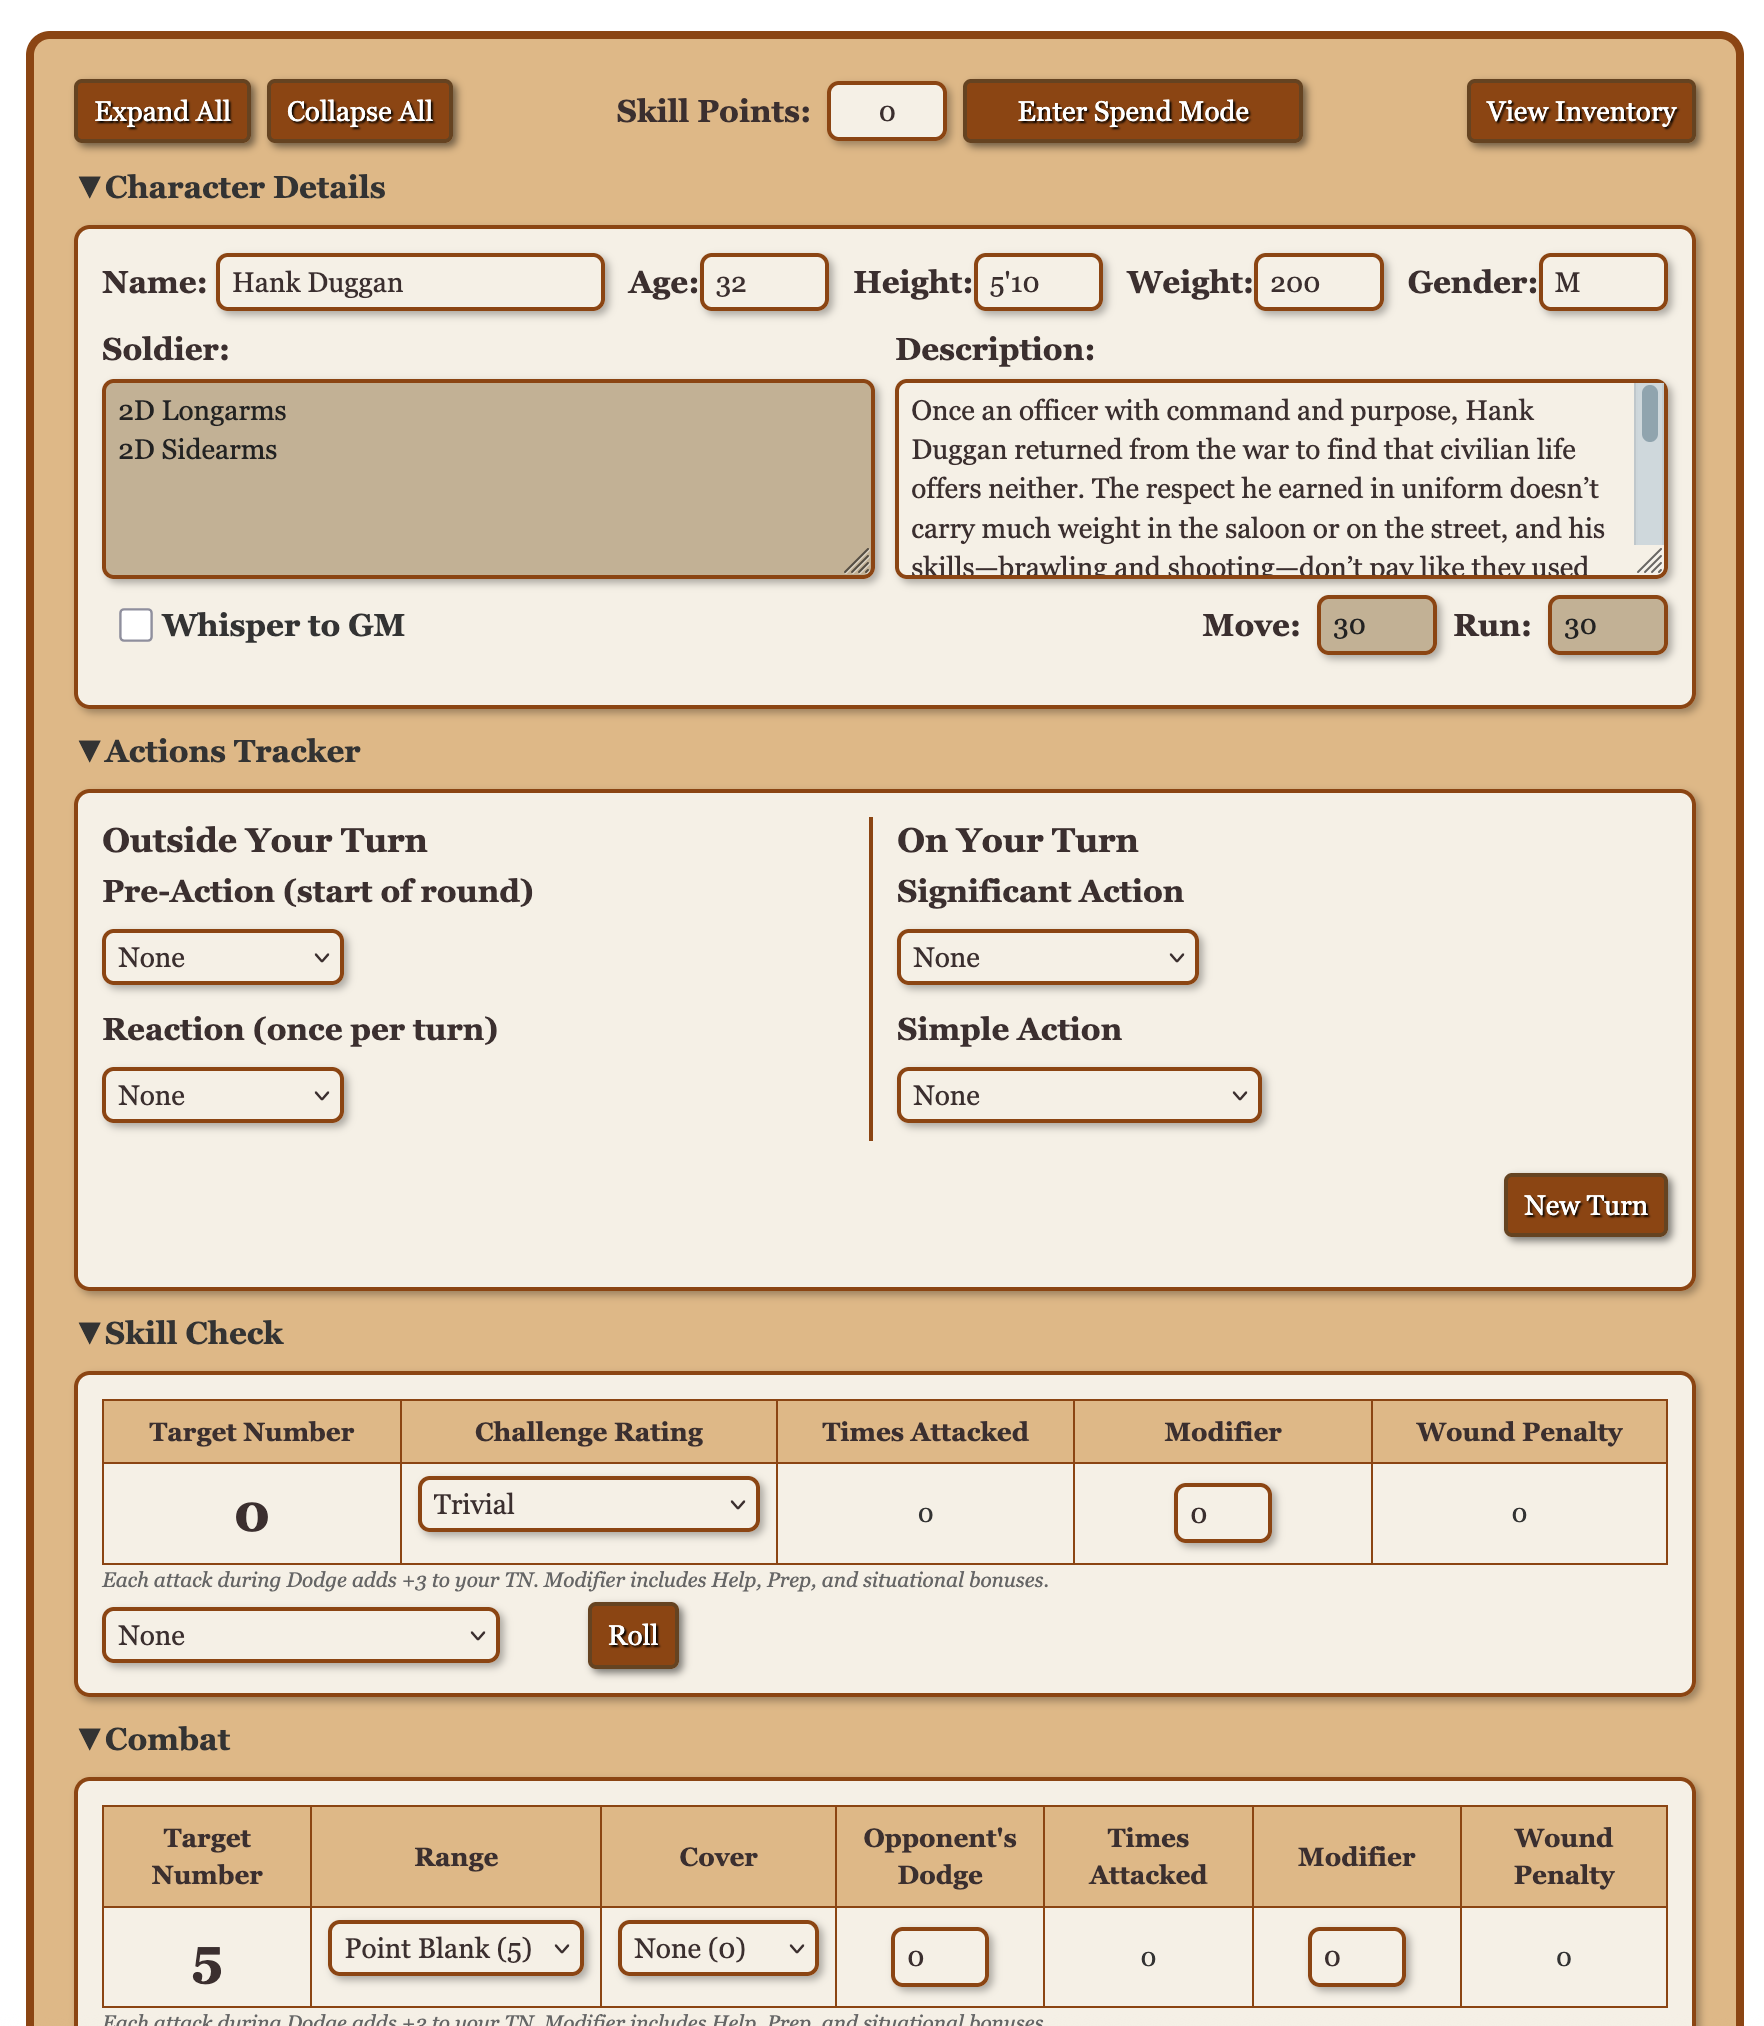 Expand All
Collapse All
Skill Points:
0
Enter Spend Mode
View Inventory
▼Character Details
Name:
Hank Duggan
Age:
32
Height:
5'10
Weight:
200
Gender:
M
Soldier:
2D Longarms
2D Sidearms
Description:
Once an officer with command and purpose, Hank
Duggan returned from the war to find that civilian life
offers neither. The respect he earned in uniform doesn’t
carry much weight in the saloon or on the street, and his
skills—brawling and shooting—don’t pay like they used
Whisper to GM
Move:
30
Run:
30
▼Actions Tracker
Outside Your Turn
Pre-Action (start of round)
None
Reaction (once per turn)
None
On Your Turn
Significant Action
None
Simple Action
None
New Turn
▼Skill Check
Target Number
Challenge Rating
Times Attacked
Modifier
Wound Penalty
0
Trivial
0
0
0
Each attack during Dodge adds +3 to your TN. Modifier includes Help, Prep, and situational bonuses.
None
Roll
▼Combat
Target
Number
Range
Cover
Opponent's
Dodge
Times
Attacked
Modifier
Wound
Penalty
5
Point Blank (5)
None (0)
0
0
0
0
Each attack during Dodge adds +3 to your TN. Modifier includes Help, Prep, and situational bonuses.